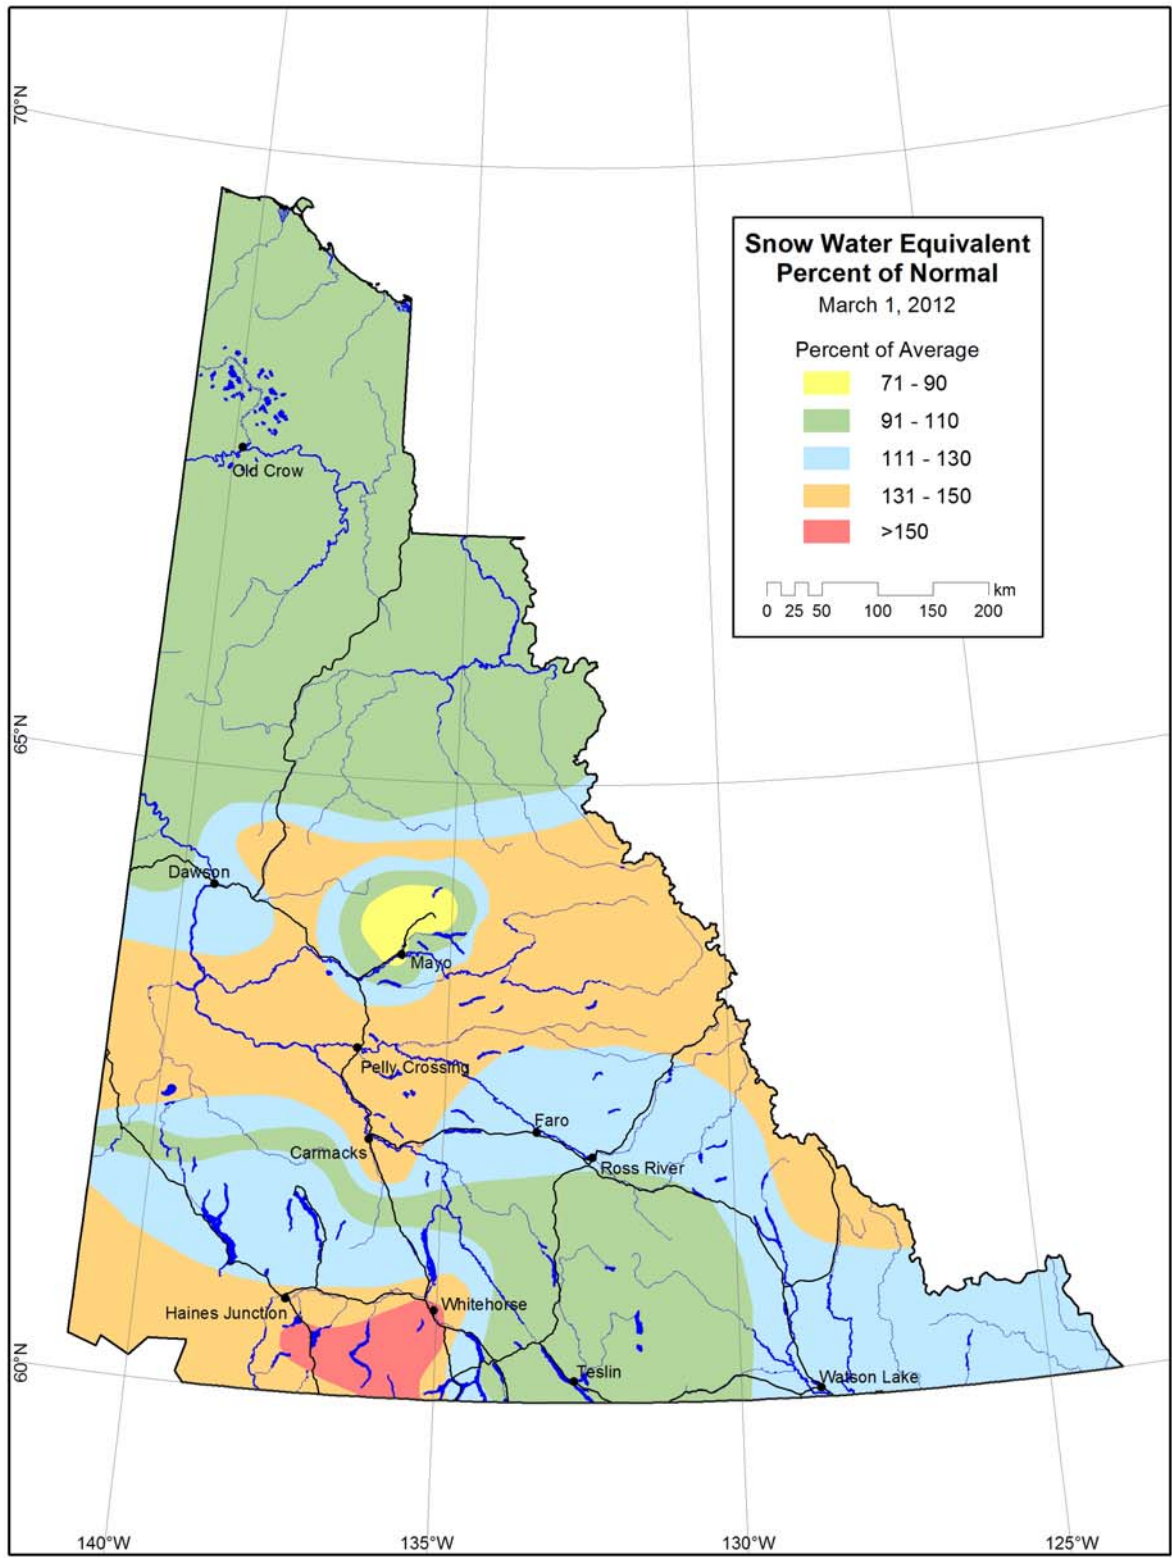 70°N
Snow Water Equivalent
Percent of Normal
March 1, 2012
Percent of Average
71 - 90
91 - 110
111 - 130
131 - 150
>150
km
0 25 50 100 150 200
Old Crow
65°N
Dawson
Mayo
Pelly Crossing
Faro
Carmacks
Ross River
Haines Junction
Whitehorse
60°N
Teslin
Watson Lake
140°W 135°W 130°W 125°W